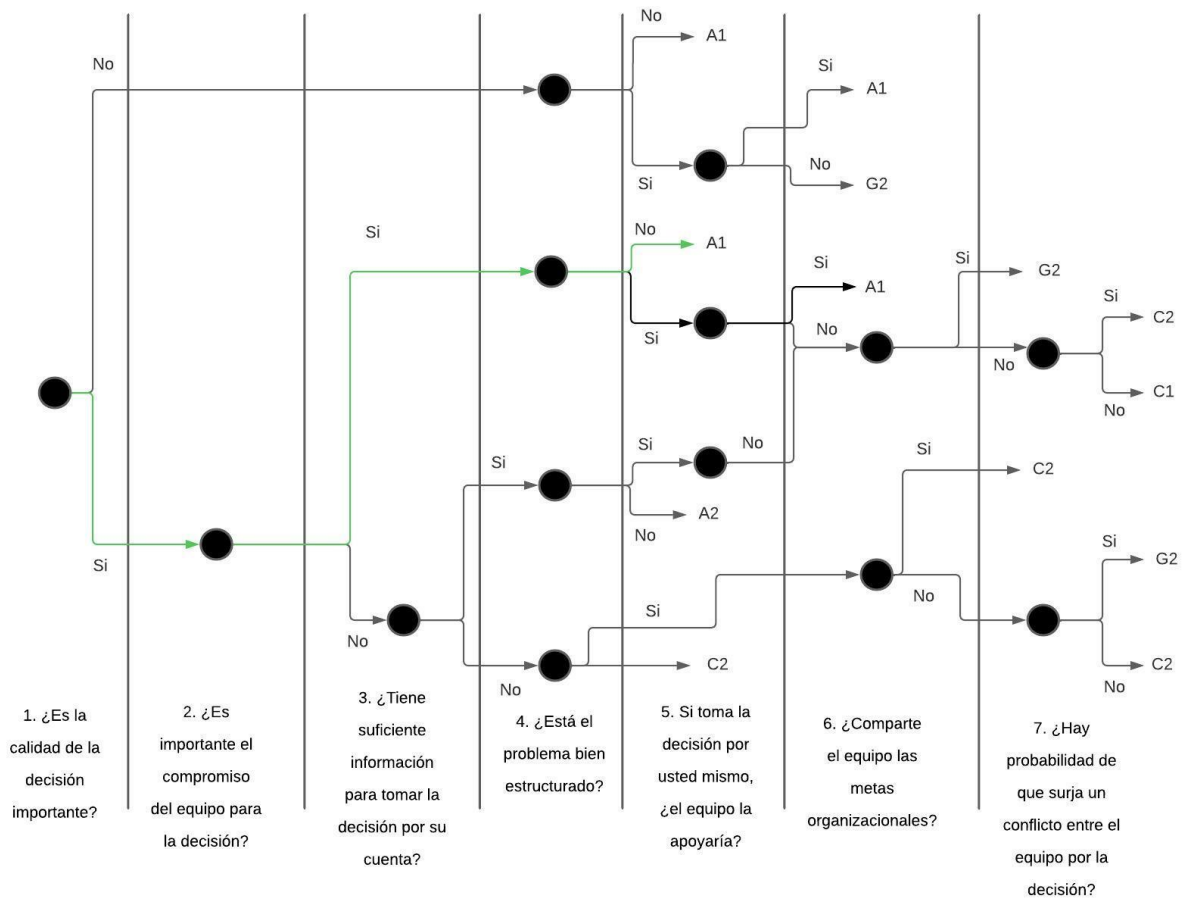 No
A1
Si
A1
No
No
Si
G2
Si
No
A1
Si
Si
G2
A1
Si
Si
No
C2
No
C1
No
Si
No
Si
Si
C2
A2
No
Si
G2
Si
Si
No
No
C2
C2
No
No
1. ¿Es la
calidad de la
decisión
importante?
2. ¿Es
importante el
compromiso
del equipo para
la decisión?
3. ¿Tiene
suficiente
información
para tomar la
decisión por su
cuenta?
4. ¿Está el
problema bien
estructurado?
5. Si toma la
decisión por
usted mismo,
¿el equipo la
apoyaría?
6. ¿Comparte
el equipo las
metas
organizacionales?
7. ¿Hay
probabilidad de
que surja un
conflicto entre el
equipo por la
decisión?